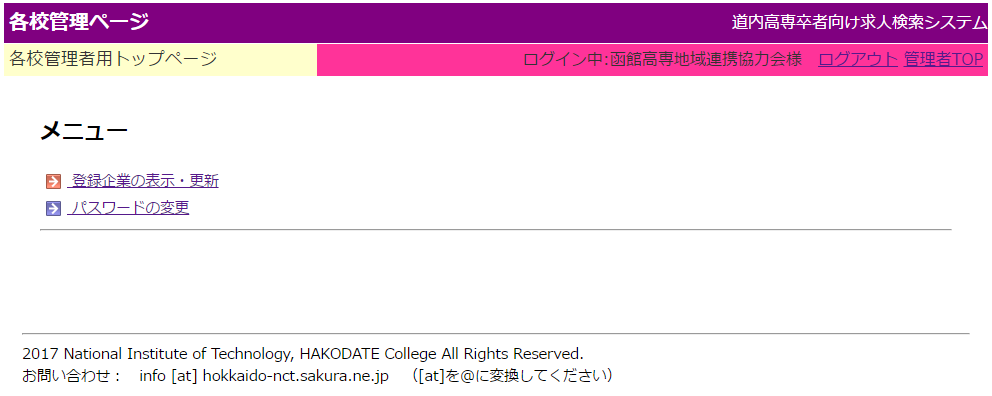 各校管理ページ 道内高専卒者向け求人検索システム
各校管理者用トップページ ログイン中:函館高専地域連携協力会様 ログアウト 管理者TOP
メニュー
登録企業の表示・更新
パスワードの変更
2017 National Institute of Technology, HAKODATE College All Rights Reserved.
お問い合わせ： info [at] hokkaido-nct.sakura.ne.jp （[at]を@に変換してください）